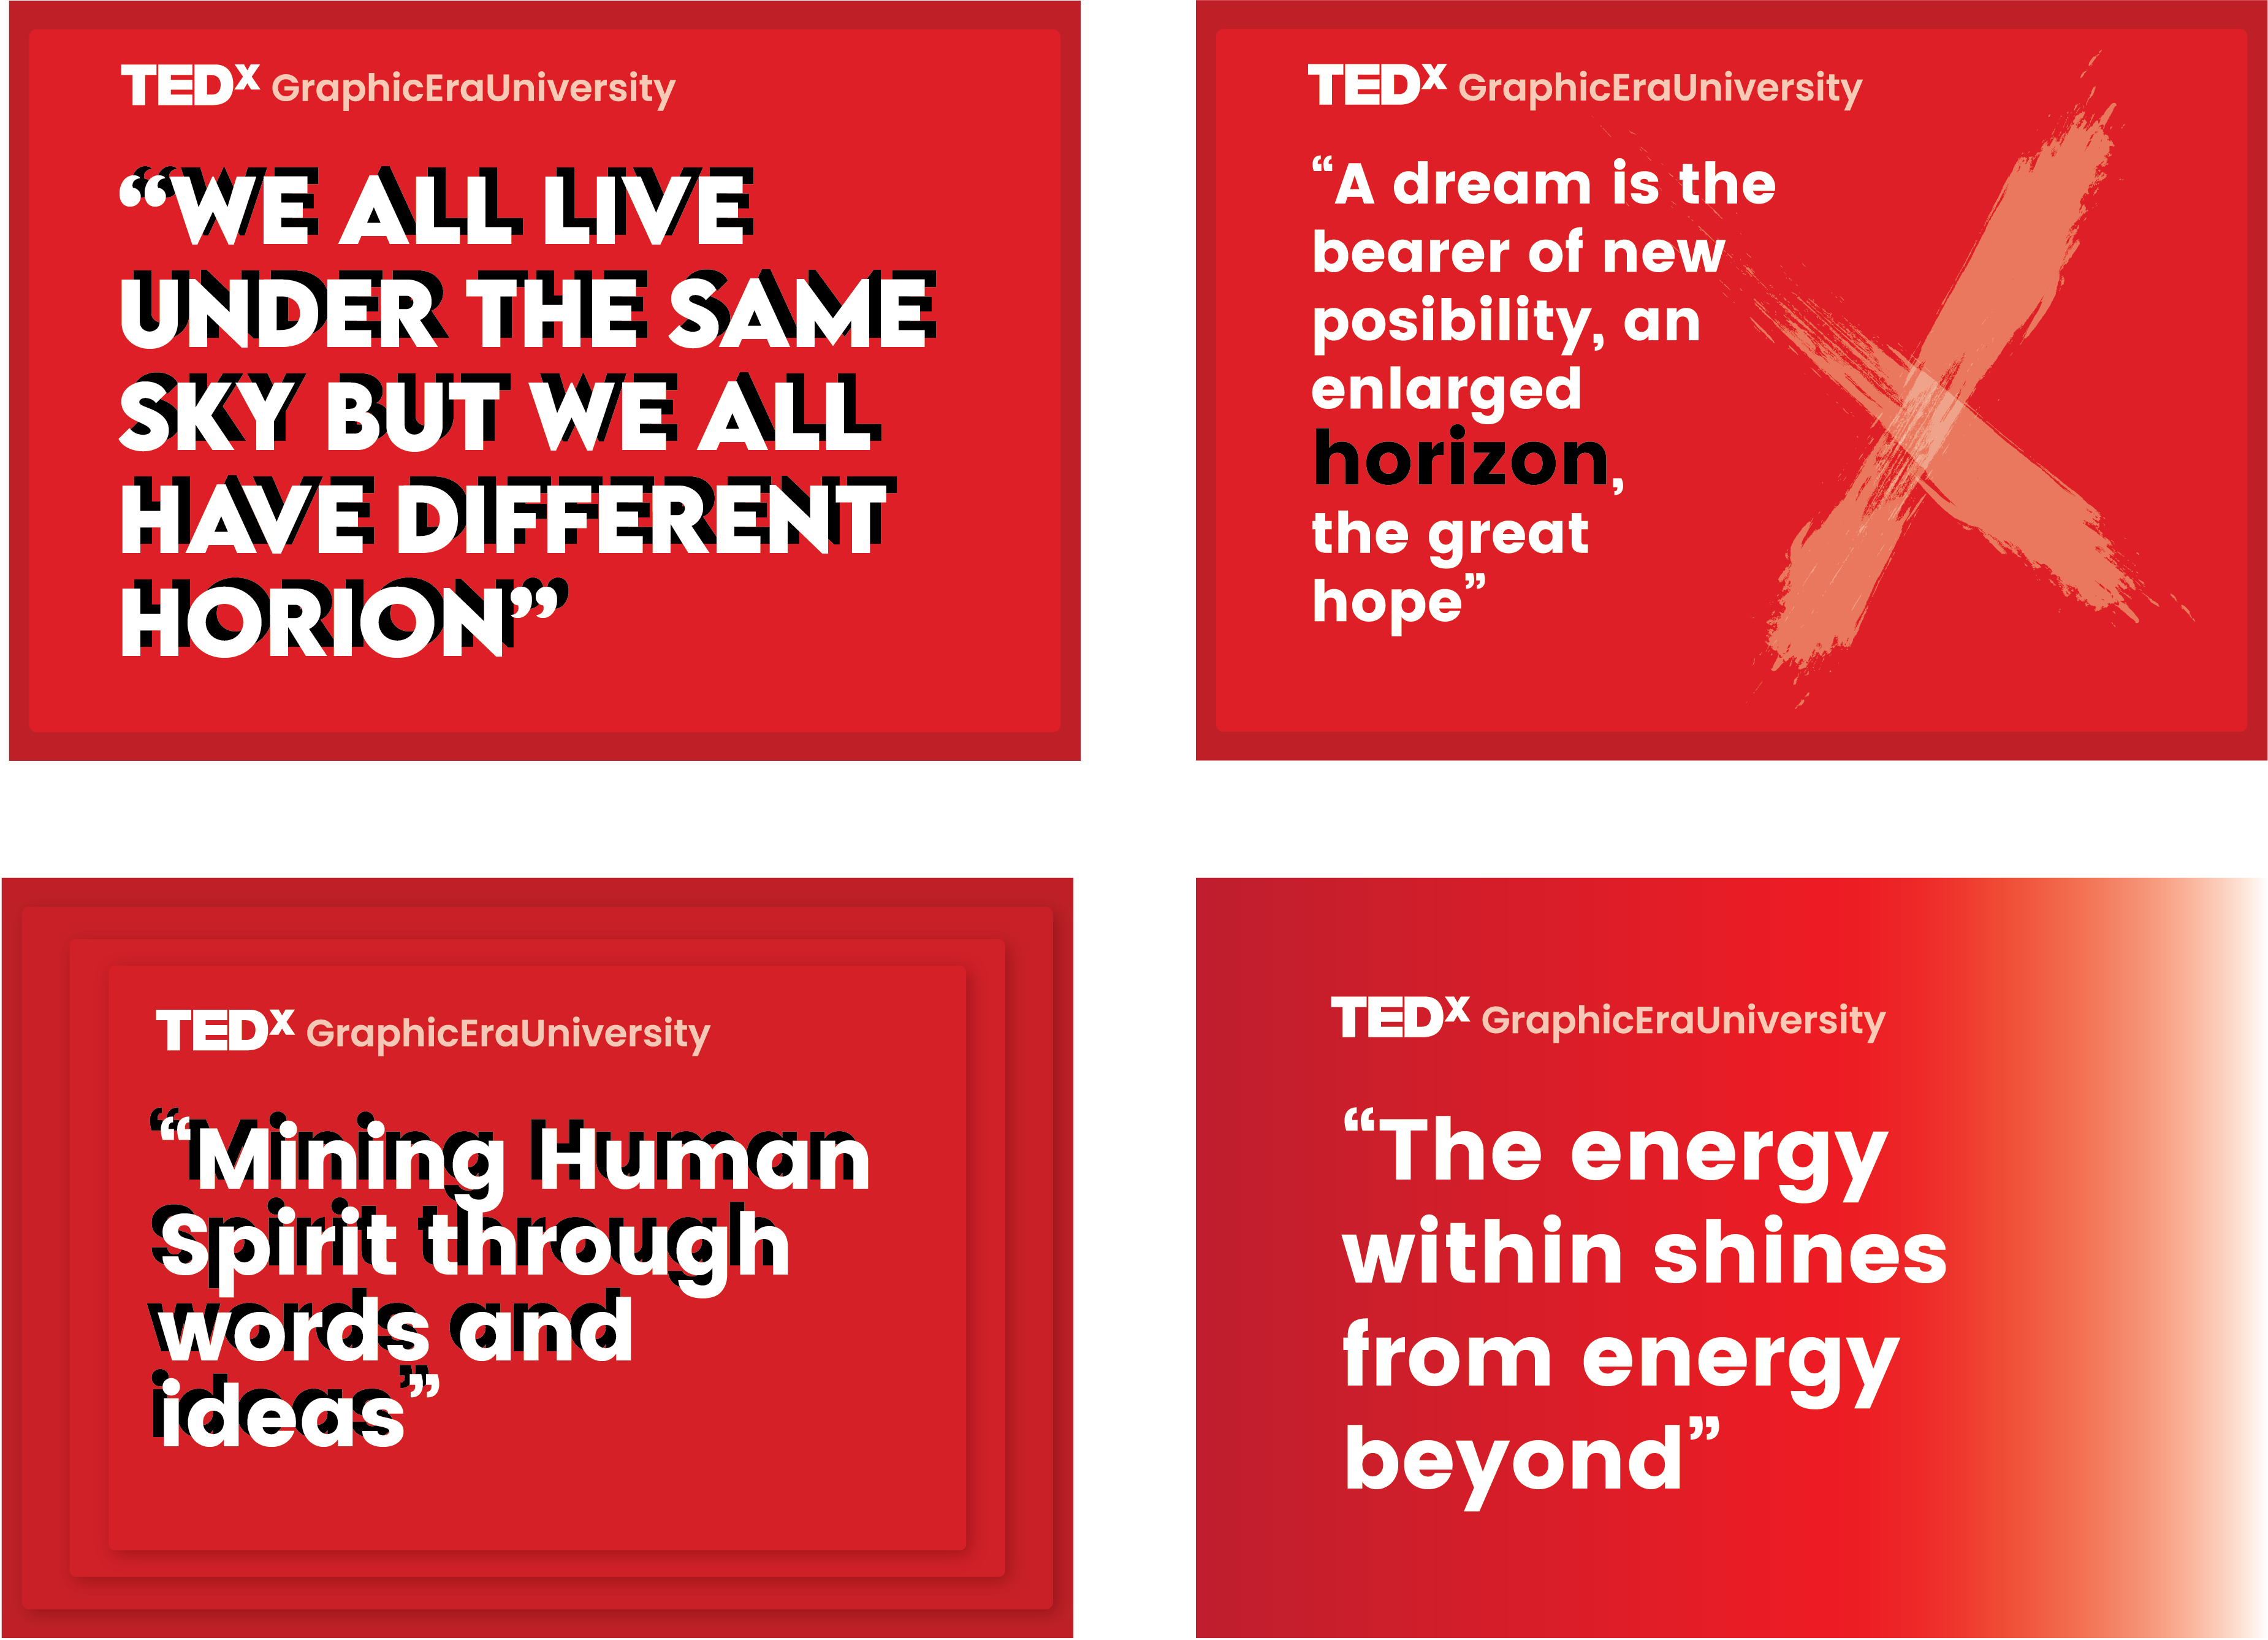 TEDx GraphicEraUniversity
“WE ALL LIVE
UNDER THE SAME
SKY BUT WE ALL
HAVE DIFFERENT
HORION”
TEDx GraphicEraUniversity
“A dream is the
bearer of new
posibility, an
enlarged
horizon,
the great
hope”
TEDx GraphicEraUniversity
“Mining Human
Spirit through
words and
ideas”
TEDx GraphicEraUniversity
“The energy
within shines
from energy
beyond”